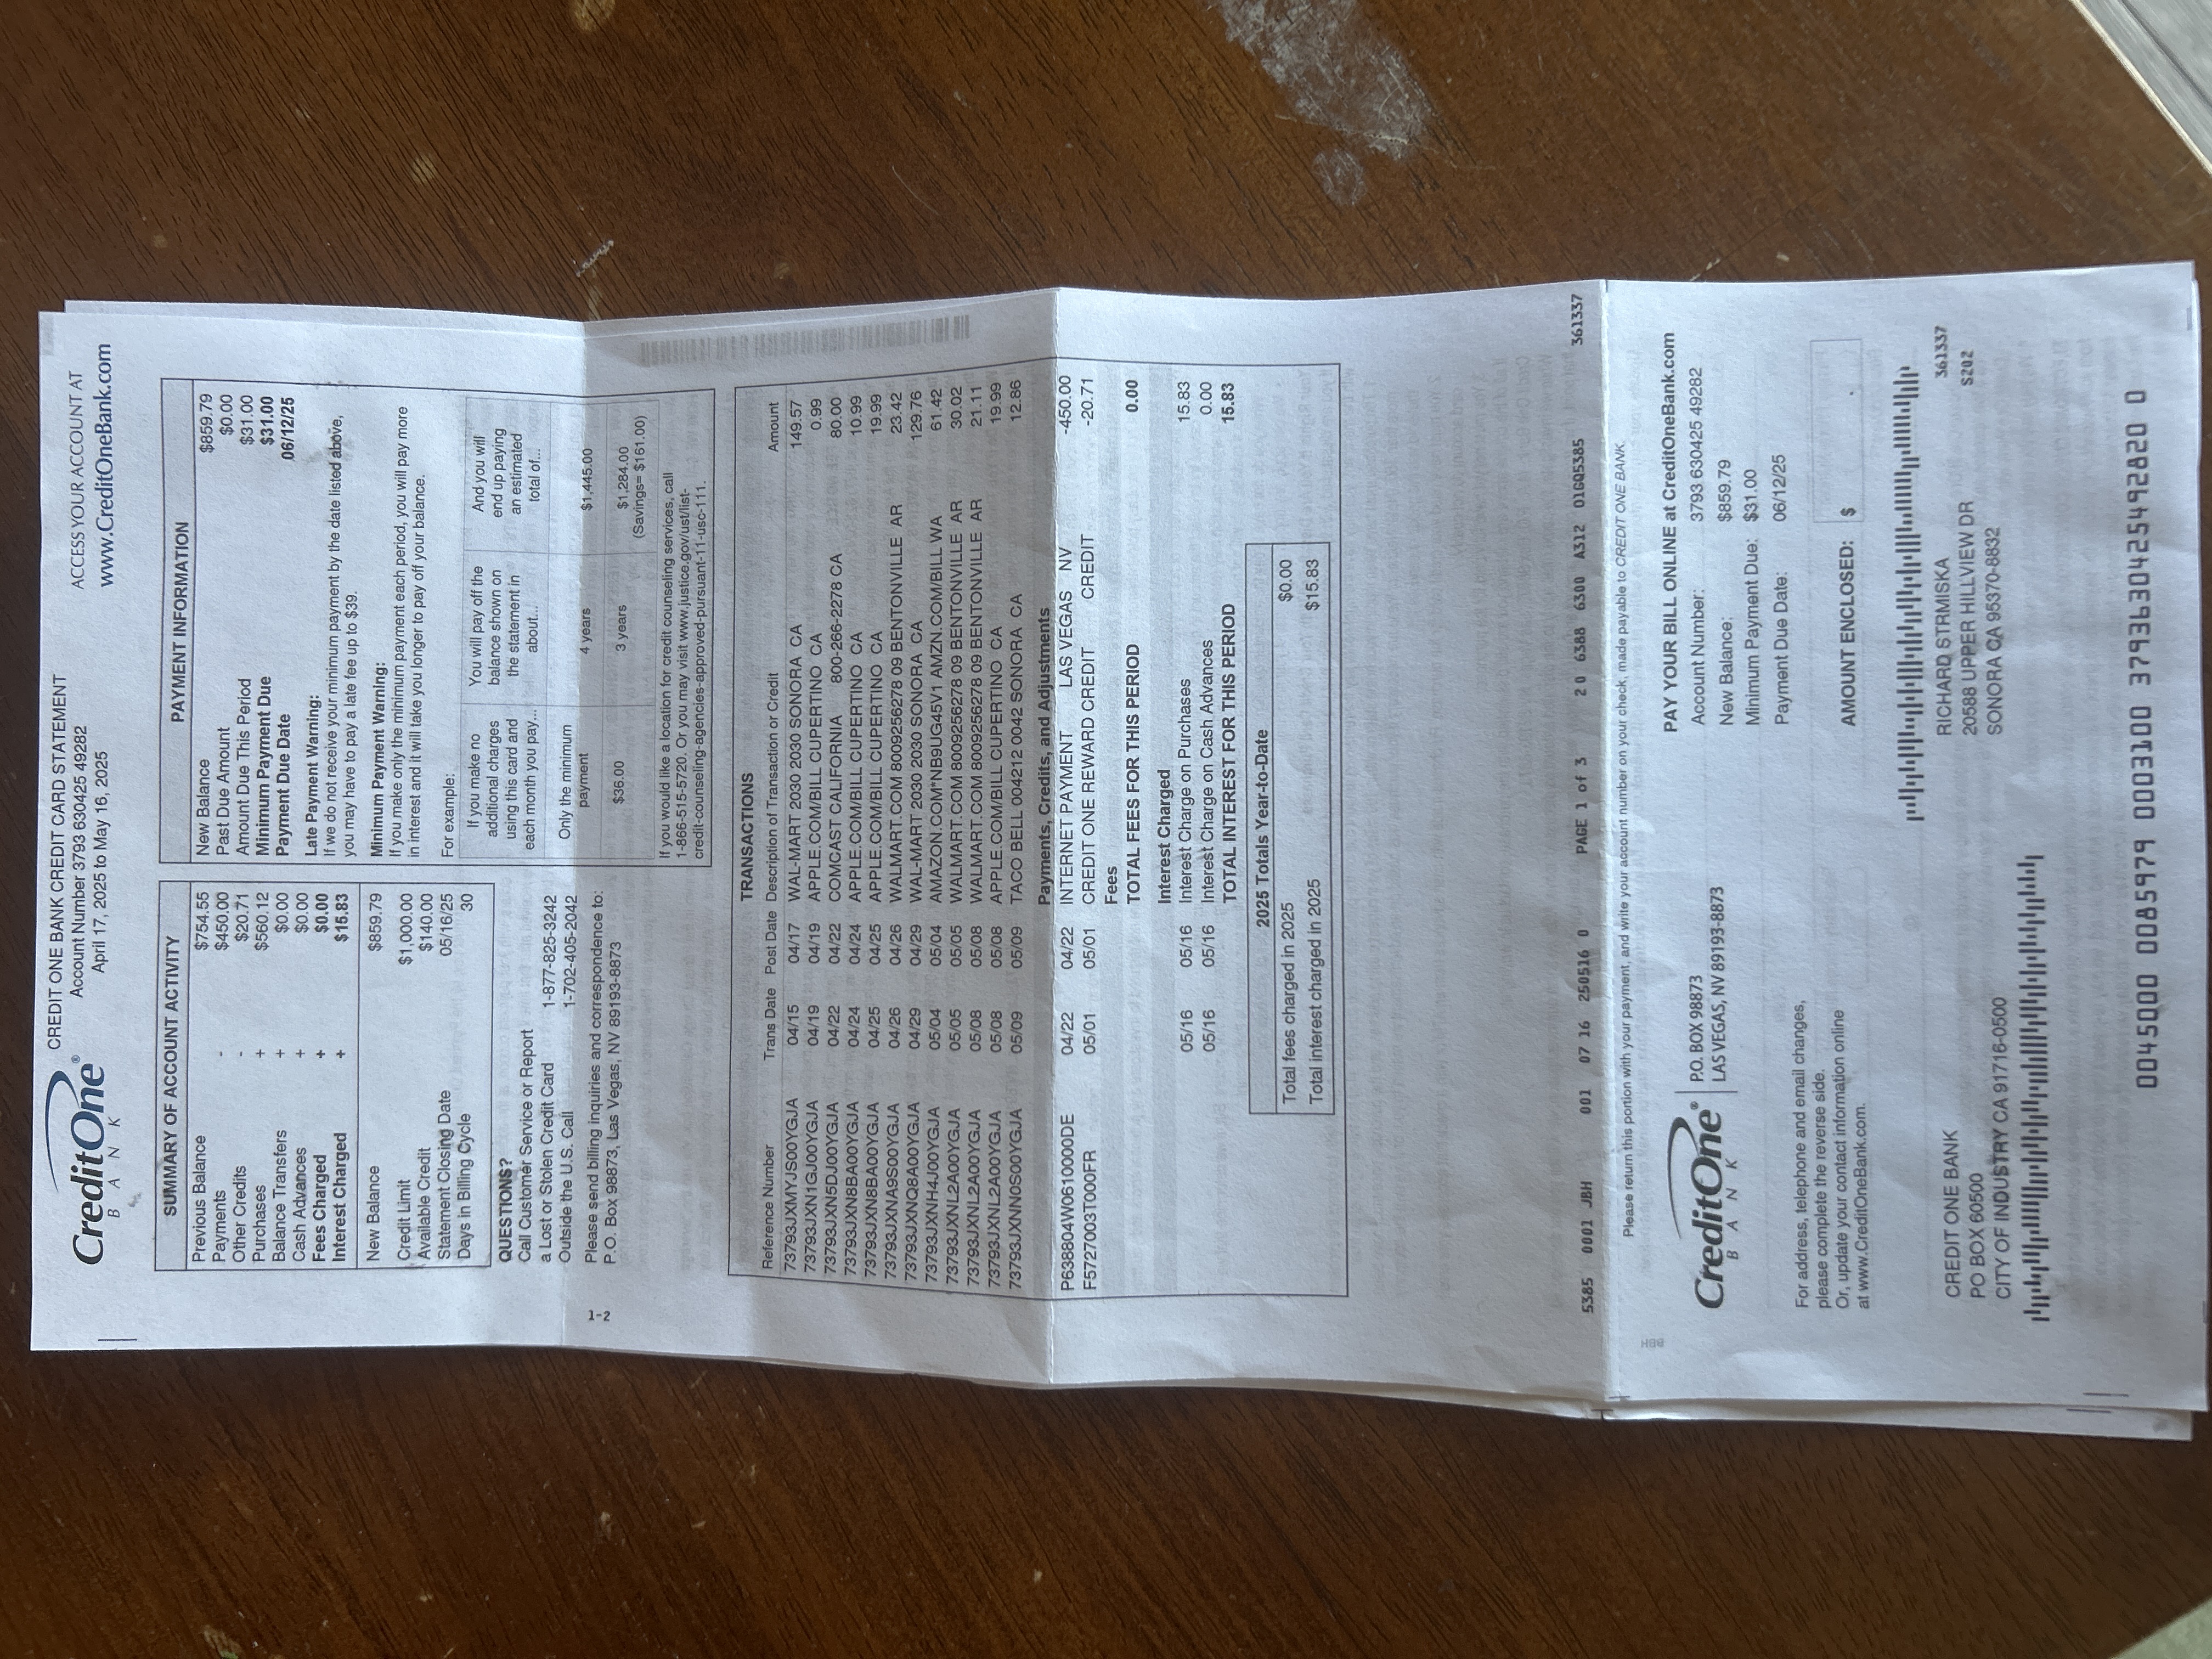 CreditOne®
BANK
CREDIT ONE BANK CREDIT CARD STATEMENT
Account Number 3793 630425 49282
April 17, 2025 to May 16, 2025
ACCESS YOUR ACCOUNT AT
www.CreditOneBank.com
SUMMARY OF ACCOUNT ACTIVITY
Previous Balance $754.55
Payments - $450.00
Other Credits - $20.71
Purchases + $560.12
Balance Transfers + $0.00
Cash Advances + $0.00
Fees Charged + $0.00
Interest Charged + $15.83
New Balance $859.79
Credit Limit $1,000.00
Available Credit $140.00
Statement Closing Date 05/16/25
Days in Billing Cycle 30
QUESTIONS?
Call Customer Service or Report
a Lost or Stolen Credit Card 1-877-825-3242
Outside the U.S. Call 1-702-405-2042
Please send billing inquiries and correspondence to:
P.O. Box 98873, Las Vegas, NV 89193-8873
1-2
PAYMENT INFORMATION
New Balance $859.79
Past Due Amount $0.00
Amount Due This Period $31.00
Minimum Payment Due $31.00
Payment Due Date 06/12/25
Late Payment Warning:
If we do not receive your minimum payment by the date listed above,
you may have to pay a late fee up to $39.
Minimum Payment Warning:
If you make only the minimum payment each period, you will pay more
in interest and it will take you longer to pay off your balance.
For example:
If you make no You will pay off the And you will
additional charges balance shown on end up paying
using this card and the statement in an estimated
each month you pay... about... total of...
Only the minimum
payment 4 years $1,445.00
$36.00 3 years $1,284.00
(Savings= $161.00)
If you would like a location for credit counseling services, call
1-866-515-5720. Or you may visit www.justice.gov/ust/list-
credit-counseling-agencies-approved-pursuant-11-usc-111.
TRANSACTIONS
Reference Number Trans Date Post Date Description of Transaction or Credit Amount
73793JXMYJS00YGJA 04/15 04/17 WAL-MART 2030 2030 SONORA CA 149.57
73793JXN1GJ00YGJA 04/19 04/19 APPLE.COM/BILL CUPERTINO CA 0.99
73793JXN5DJ00YGJA 04/22 04/22 COMCAST CALIFORNIA 800-266-2278 CA 80.00
73793JXN8BA00YGJA 04/24 04/24 APPLE.COM/BILL CUPERTINO CA 10.99
73793JXN8BA00YGJA 04/25 04/25 APPLE.COM/BILL CUPERTINO CA 19.99
73793JXNA9S00YGJA 04/26 04/26 WALMART.COM 8009256278 09 BENTONVILLE AR 23.42
73793JXNQ8A00YGJA 04/29 04/29 WAL-MART 2030 2030 SONORA CA 129.76
73793JXNH4J00YGJA 05/04 05/04 AMAZON.COM*NB9UG45V1 AMZN.COM/BILL WA 61.42
73793JXNL2A00YGJA 05/05 05/05 WALMART.COM 8009256278 09 BENTONVILLE AR 30.02
73793JXNL2A00YGJA 05/08 05/08 WALMART.COM 8009256278 09 BENTONVILLE AR 21.11
73793JXNL2A00YGJA 05/08 05/08 APPLE.COM/BILL CUPERTINO CA 19.99
73793JXNN0S00YGJA 05/09 05/09 TACO BELL 004212 0042 SONORA CA 12.86
Payments, Credits, and Adjustments
P638804W0610000DE 04/22 04/22 INTERNET PAYMENT LAS VEGAS NV -450.00
F5727003T000FR 05/01 05/01 CREDIT ONE REWARD CREDIT CREDIT -20.71
Fees
TOTAL FEES FOR THIS PERIOD 0.00
Interest Charged
05/16 05/16 Interest Charge on Purchases 15.83
05/16 05/16 Interest Charge on Cash Advances 0.00
TOTAL INTEREST FOR THIS PERIOD 15.83
2025 Totals Year-to-Date
Total fees charged in 2025 $0.00
Total interest charged in 2025 $15.83
5385 0001 JBH 001 07 16 250516 0 PAGE 1 of 3 2 0 6388 6300 A312 01GQ5385 361337
Please return this portion with your payment, and write your account number on your check, made payable to CREDIT ONE BANK.
BBH
CreditOne®
BANK
P.O. BOX 98873
LAS VEGAS, NV 89193-8873
PAY YOUR BILL ONLINE at CreditOneBank.com
Account Number: 3793 630425 49282
New Balance: $859.79
Minimum Payment Due: $31.00
Payment Due Date: 06/12/25
For address, telephone and email changes,
please complete the reverse side.
Or, update your contact information online
at www.CreditOneBank.com.
AMOUNT ENCLOSED: $ .
CREDIT ONE BANK
PO BOX 60500
CITY OF INDUSTRY CA 91716-0500
RICHARD STRMISKA 361337
20588 UPPER HILLVIEW DR S202
SONORA CA 95370-8832
0045000 0085979 0003100 3793630425492820 0